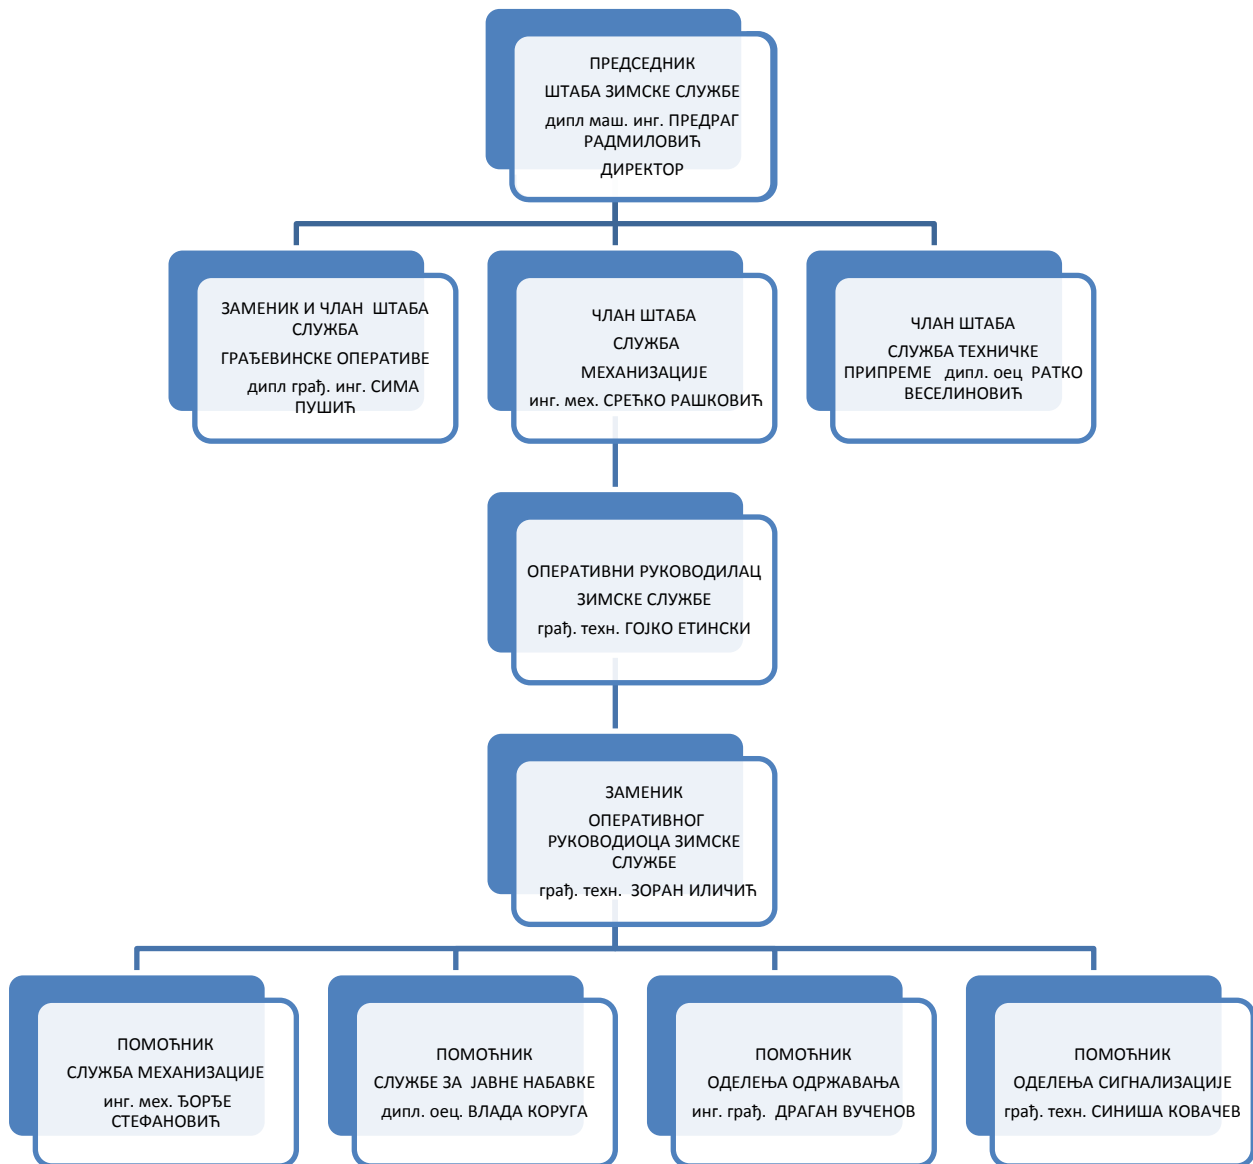 ПРЕДСЕДНИК
ШТАБА ЗИМСКЕ СЛУЖБЕ
дипл маш. инг. ПРЕДРАГ
РАДМИЛОВИЋ
ДИРЕКТОР
ЗАМЕНИК И ЧЛАН ШТАБА
СЛУЖБА
ГРАЂЕВИНСКЕ ОПЕРАТИВЕ
дипл грађ. инг. СИМА
ПУШИЋ
ЧЛАН ШТАБА
СЛУЖБА
МЕХАНИЗАЦИЈЕ
инг. мех. СРЕЋКО РАШКОВИЋ
ЧЛАН ШТАБА
СЛУЖБА ТЕХНИЧКЕ
ПРИПРЕМЕ дипл. оец РАТКО
ВЕСЕЛИНОВИЋ
ОПЕРАТИВНИ РУКОВОДИЛАЦ
ЗИМСКЕ СЛУЖБЕ
грађ. техн. ГОЈКО ЕТИНСКИ
ЗАМЕНИК
ОПЕРАТИВНОГ
РУКОВОДИОЦА ЗИМСКЕ
СЛУЖБЕ
грађ. техн. ЗОРАН ИЛИЧИЋ
ПОМОЋНИК
СЛУЖБА МЕХАНИЗАЦИЈЕ
инг. мех. ЂОРЂЕ
СТЕФАНОВИЋ
ПОМОЋНИК
СЛУЖБЕ ЗА ЈАВНЕ НАБАВКЕ
дипл. оец. ВЛАДА КОРУГА
ПОМОЋНИК
ОДЕЛЕЊА ОДРЖАВАЊА
инг. грађ. ДРАГАН ВУЧЕНОВ
ПОМОЋНИК
ОДЕЛЕЊА СИГНАЛИЗАЦИЈЕ
грађ. техн. СИНИША КОВАЧЕВ